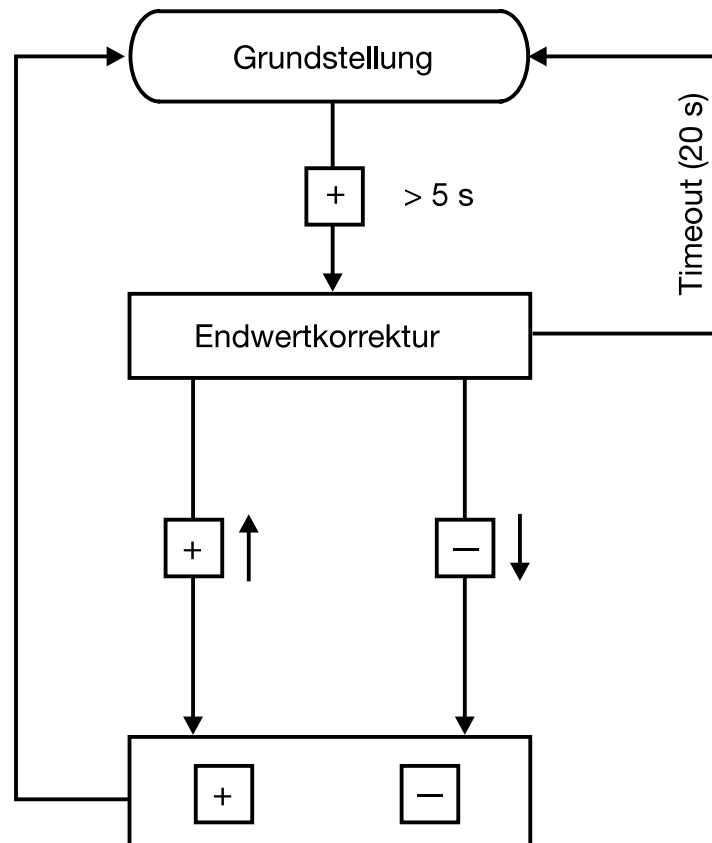 Grundstellung
+ > 5 s
Timeout (20 s)
Endwertkorrektur
+ −
+ −